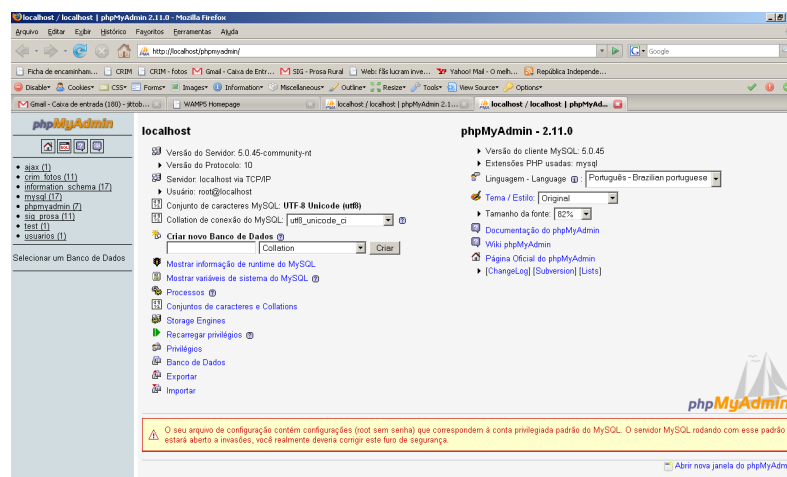 localhost / localhost | phpMyAdmin 2.11.0 - Mozilla Firefox
Arquivo Editar Exibir Histórico Favoritos Ferramentas Ajuda
http://localhost/phpmyadmin/
Google
Ficha de encaminham... CRIM CRIM - fotos Gmail - Caixa de Entr... SIG - Prosa Rural Web: fãs lucram inve... Yahoo! Mail - O melh... República Independe...
Disable Cookies CSS Forms Images Information Miscellaneous Outline Resize Tools View Source Options
Gmail - Caixa de entrada (180) - jttob... WAMP5 Homepage localhost / localhost | phpMyAdmin 2.1... localhost / localhost | phpMyAd...
phpMyAdmin
SQL
ajax (1)
crim_fotos (11)
information_schema (17)
mysql (17)
phpmyadmin (7)
sig_prosa (11)
test (1)
usuarios (1)
Selecionar um Banco de Dados
localhost
Versão do Servidor: 5.0.45-community-nt
Versão do Protocolo: 10
Servidor: localhost via TCP/IP
Usuário: root@localhost
Conjunto de caracteres MySQL: UTF-8 Unicode (utf8)
Collation de conexão do MySQL: utf8_unicode_ci
Criar novo Banco de Dados
Collation Criar
Mostrar informação de runtime do MySQL
Mostrar variáveis de sistema do MySQL
Processos
Conjuntos de caracteres e Collations
Storage Engines
Recarregar privilégios
Privilégios
Banco de Dados
Exportar
Importar
phpMyAdmin - 2.11.0
Versão do cliente MySQL: 5.0.45
Extensões PHP usadas: mysql
Linguagem - Language : Português - Brazilian portuguese
Tema / Estilo: Original
Tamanho da fonte: 82%
Documentação do phpMyAdmin
Wiki phpMyAdmin
Página Oficial do phpMyAdmin
[ChangeLog] [Subversion] [Lists]
phpMyAdmin
O seu arquivo de configuração contém configurações (root sem senha) que correspondem à conta privilegiada padrão do MySQL. O servidor MySQL rodando com esse padrão
estará aberto a invasões, você realmente deveria corrigir este furo de segurança.
Abrir nova janela do phpMyAdm